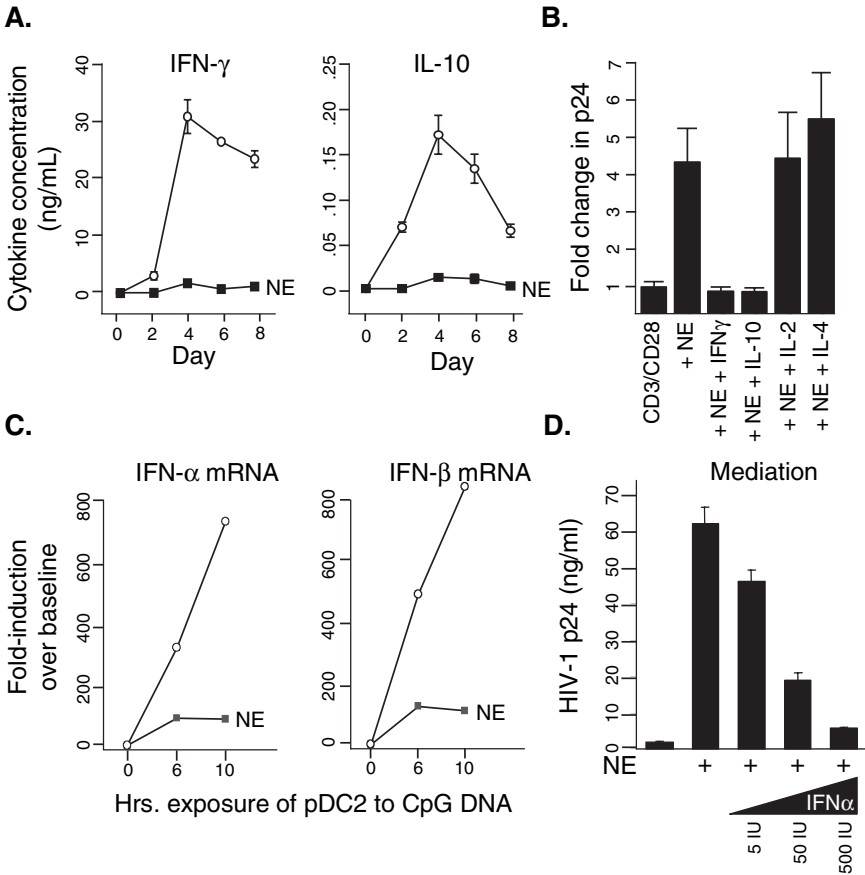 A.
IFN-γ
IL-10
Cytokine concentration
(ng/mL)
40
30
20
10
0
NE
0 2 4 6 8
Day
.25
.20
.15
.10
.05
0
NE
0 2 4 6 8
Day
B.
Fold change in p24
7
6
5
4
3
2
1
CD3/CD28
+ NE
+ NE + IFNγ
+ NE + IL-10
+ NE + IL-2
+ NE + IL-4
C.
IFN-α mRNA
IFN-β mRNA
Fold-induction
over baseline
800
600
400
200
0
NE
0 6 10
800
600
400
200
0
NE
0 6 10
Hrs. exposure of pDC2 to CpG DNA
D.
Mediation
HIV-1 p24 (ng/ml)
70
60
50
40
30
20
10
0
NE + + + +
IFNα
5 IU
50 IU
500 IU